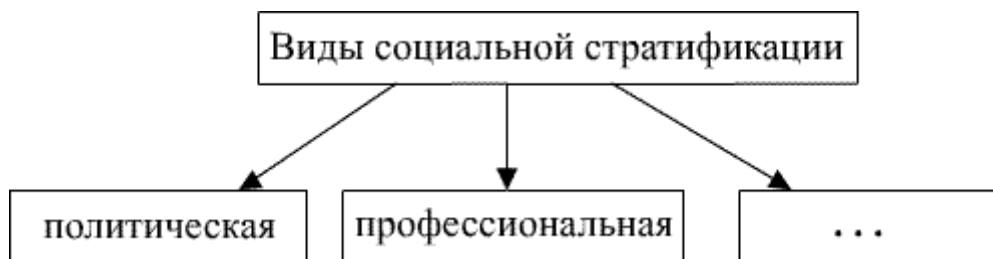 Виды социальной стратификации
политическая
профессиональная
...